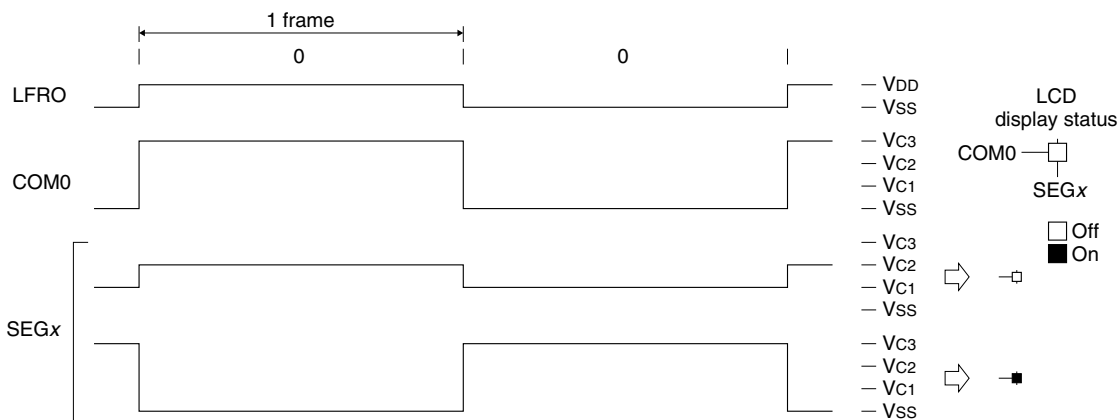 1 frame
0 0
LFRO
VDD
VSS
LCD
display status
COM0
VC3
VC2
VC1
VSS
COM0
SEGx
Off
On
SEGx
VC3
VC2
VC1
VSS
VC3
VC2
VC1
VSS